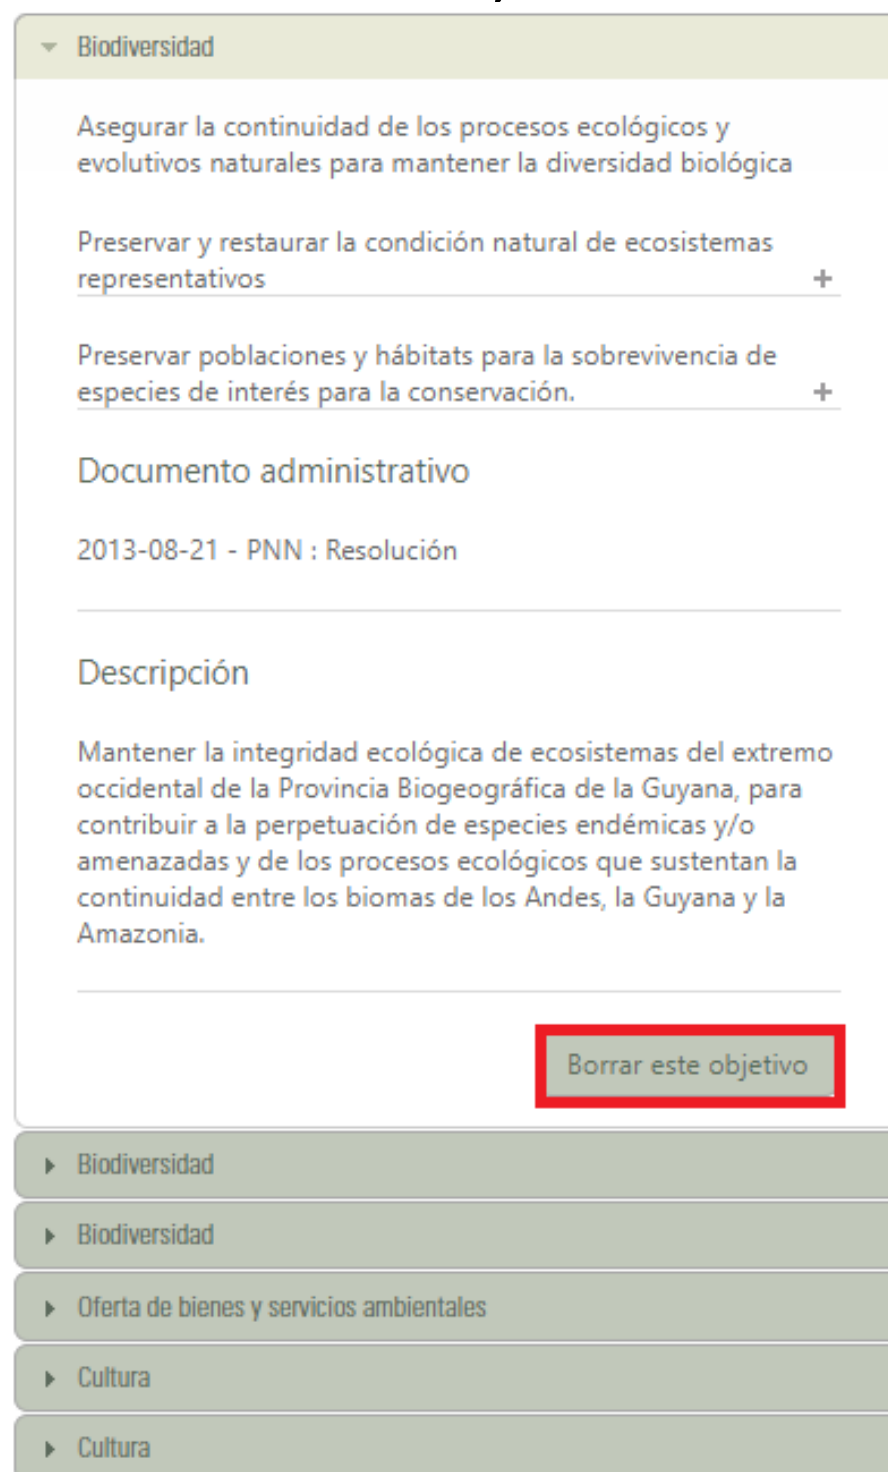 Biodiversidad
Asegurar la continuidad de los procesos ecológicos y
evolutivos naturales para mantener la diversidad biológica
Preservar y restaurar la condición natural de ecosistemas
representativos +
Preservar poblaciones y hábitats para la sobrevivencia de
especies de interés para la conservación. +
Documento administrativo
2013-08-21 - PNN : Resolución
Descripción
Mantener la integridad ecológica de ecosistemas del extremo
occidental de la Provincia Biogeográfica de la Guyana, para
contribuir a la perpetuación de especies endémicas y/o
amenazadas y de los procesos ecológicos que sustentan la
continuidad entre los biomas de los Andes, la Guyana y la
Amazonia.
Borrar este objetivo
Biodiversidad
Biodiversidad
Oferta de bienes y servicios ambientales
Cultura
Cultura